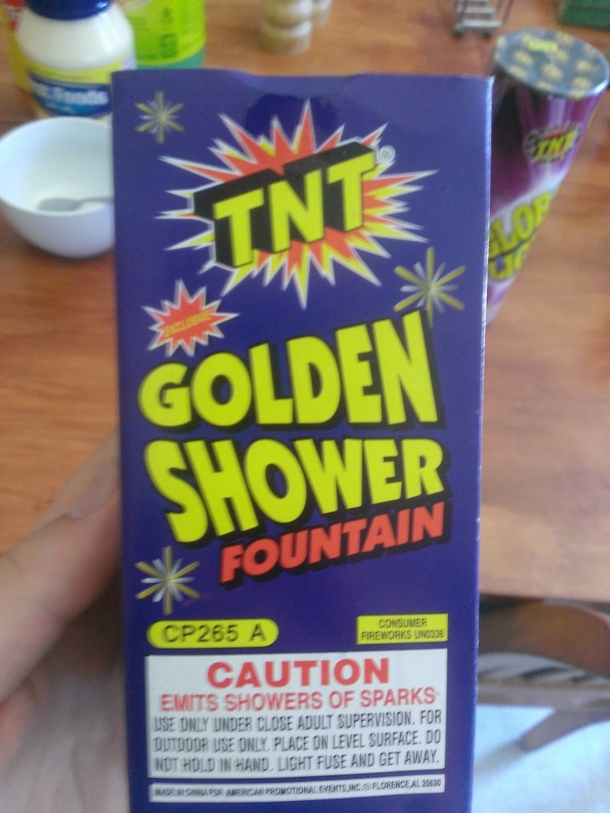 TNT®
EXCLUSIVE!
GOLDEN
SHOWER
FOUNTAIN
CP265 A
CONSUMER
FIREWORKS UN0336
CAUTION
EMITS SHOWERS OF SPARKS
USE ONLY UNDER CLOSE ADULT SUPERVISION. FOR
OUTDOOR USE ONLY. PLACE ON LEVEL SURFACE. DO
NOT HOLD IN HAND. LIGHT FUSE AND GET AWAY.
MADE IN CHINA FOR AMERICAN PROMOTIONAL EVENTS, INC. ® FLORENCE, AL 35630
TNT
Foods